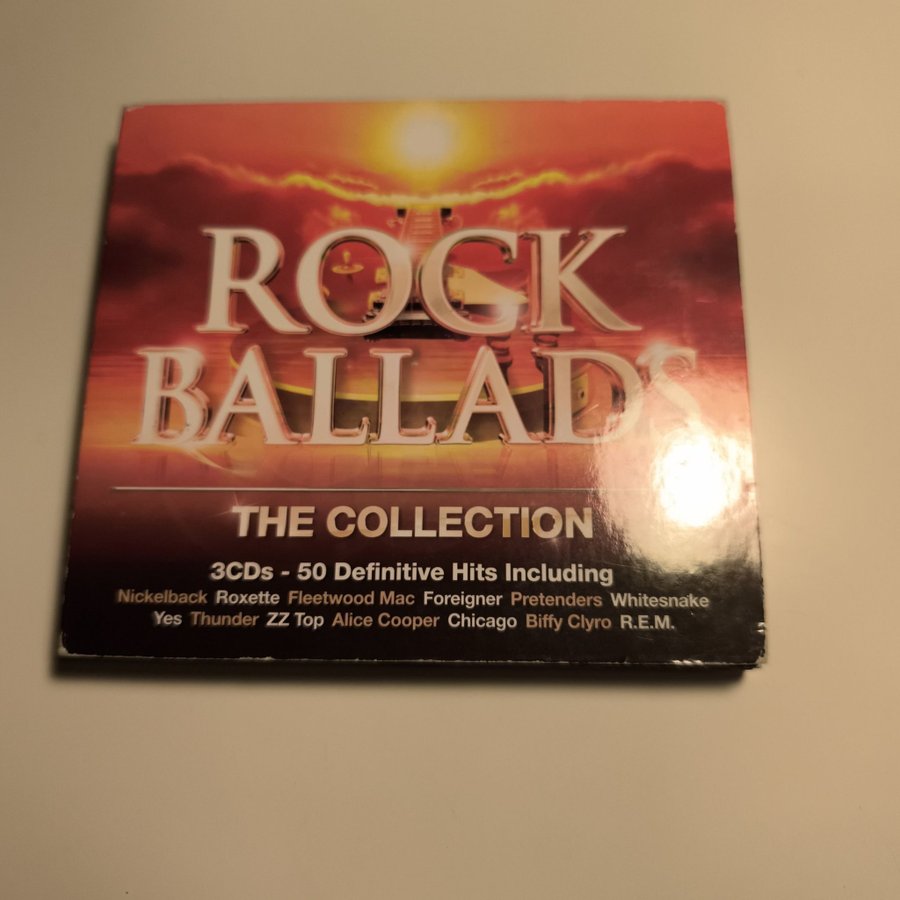 ROCK
BALLADS
THE COLLECTION
3CDs - 50 Definitive Hits Including
Nickelback Roxette Fleetwood Mac Foreigner Pretenders Whitesnake
Yes Thunder ZZ Top Alice Cooper Chicago Biffy Clyro R.E.M.